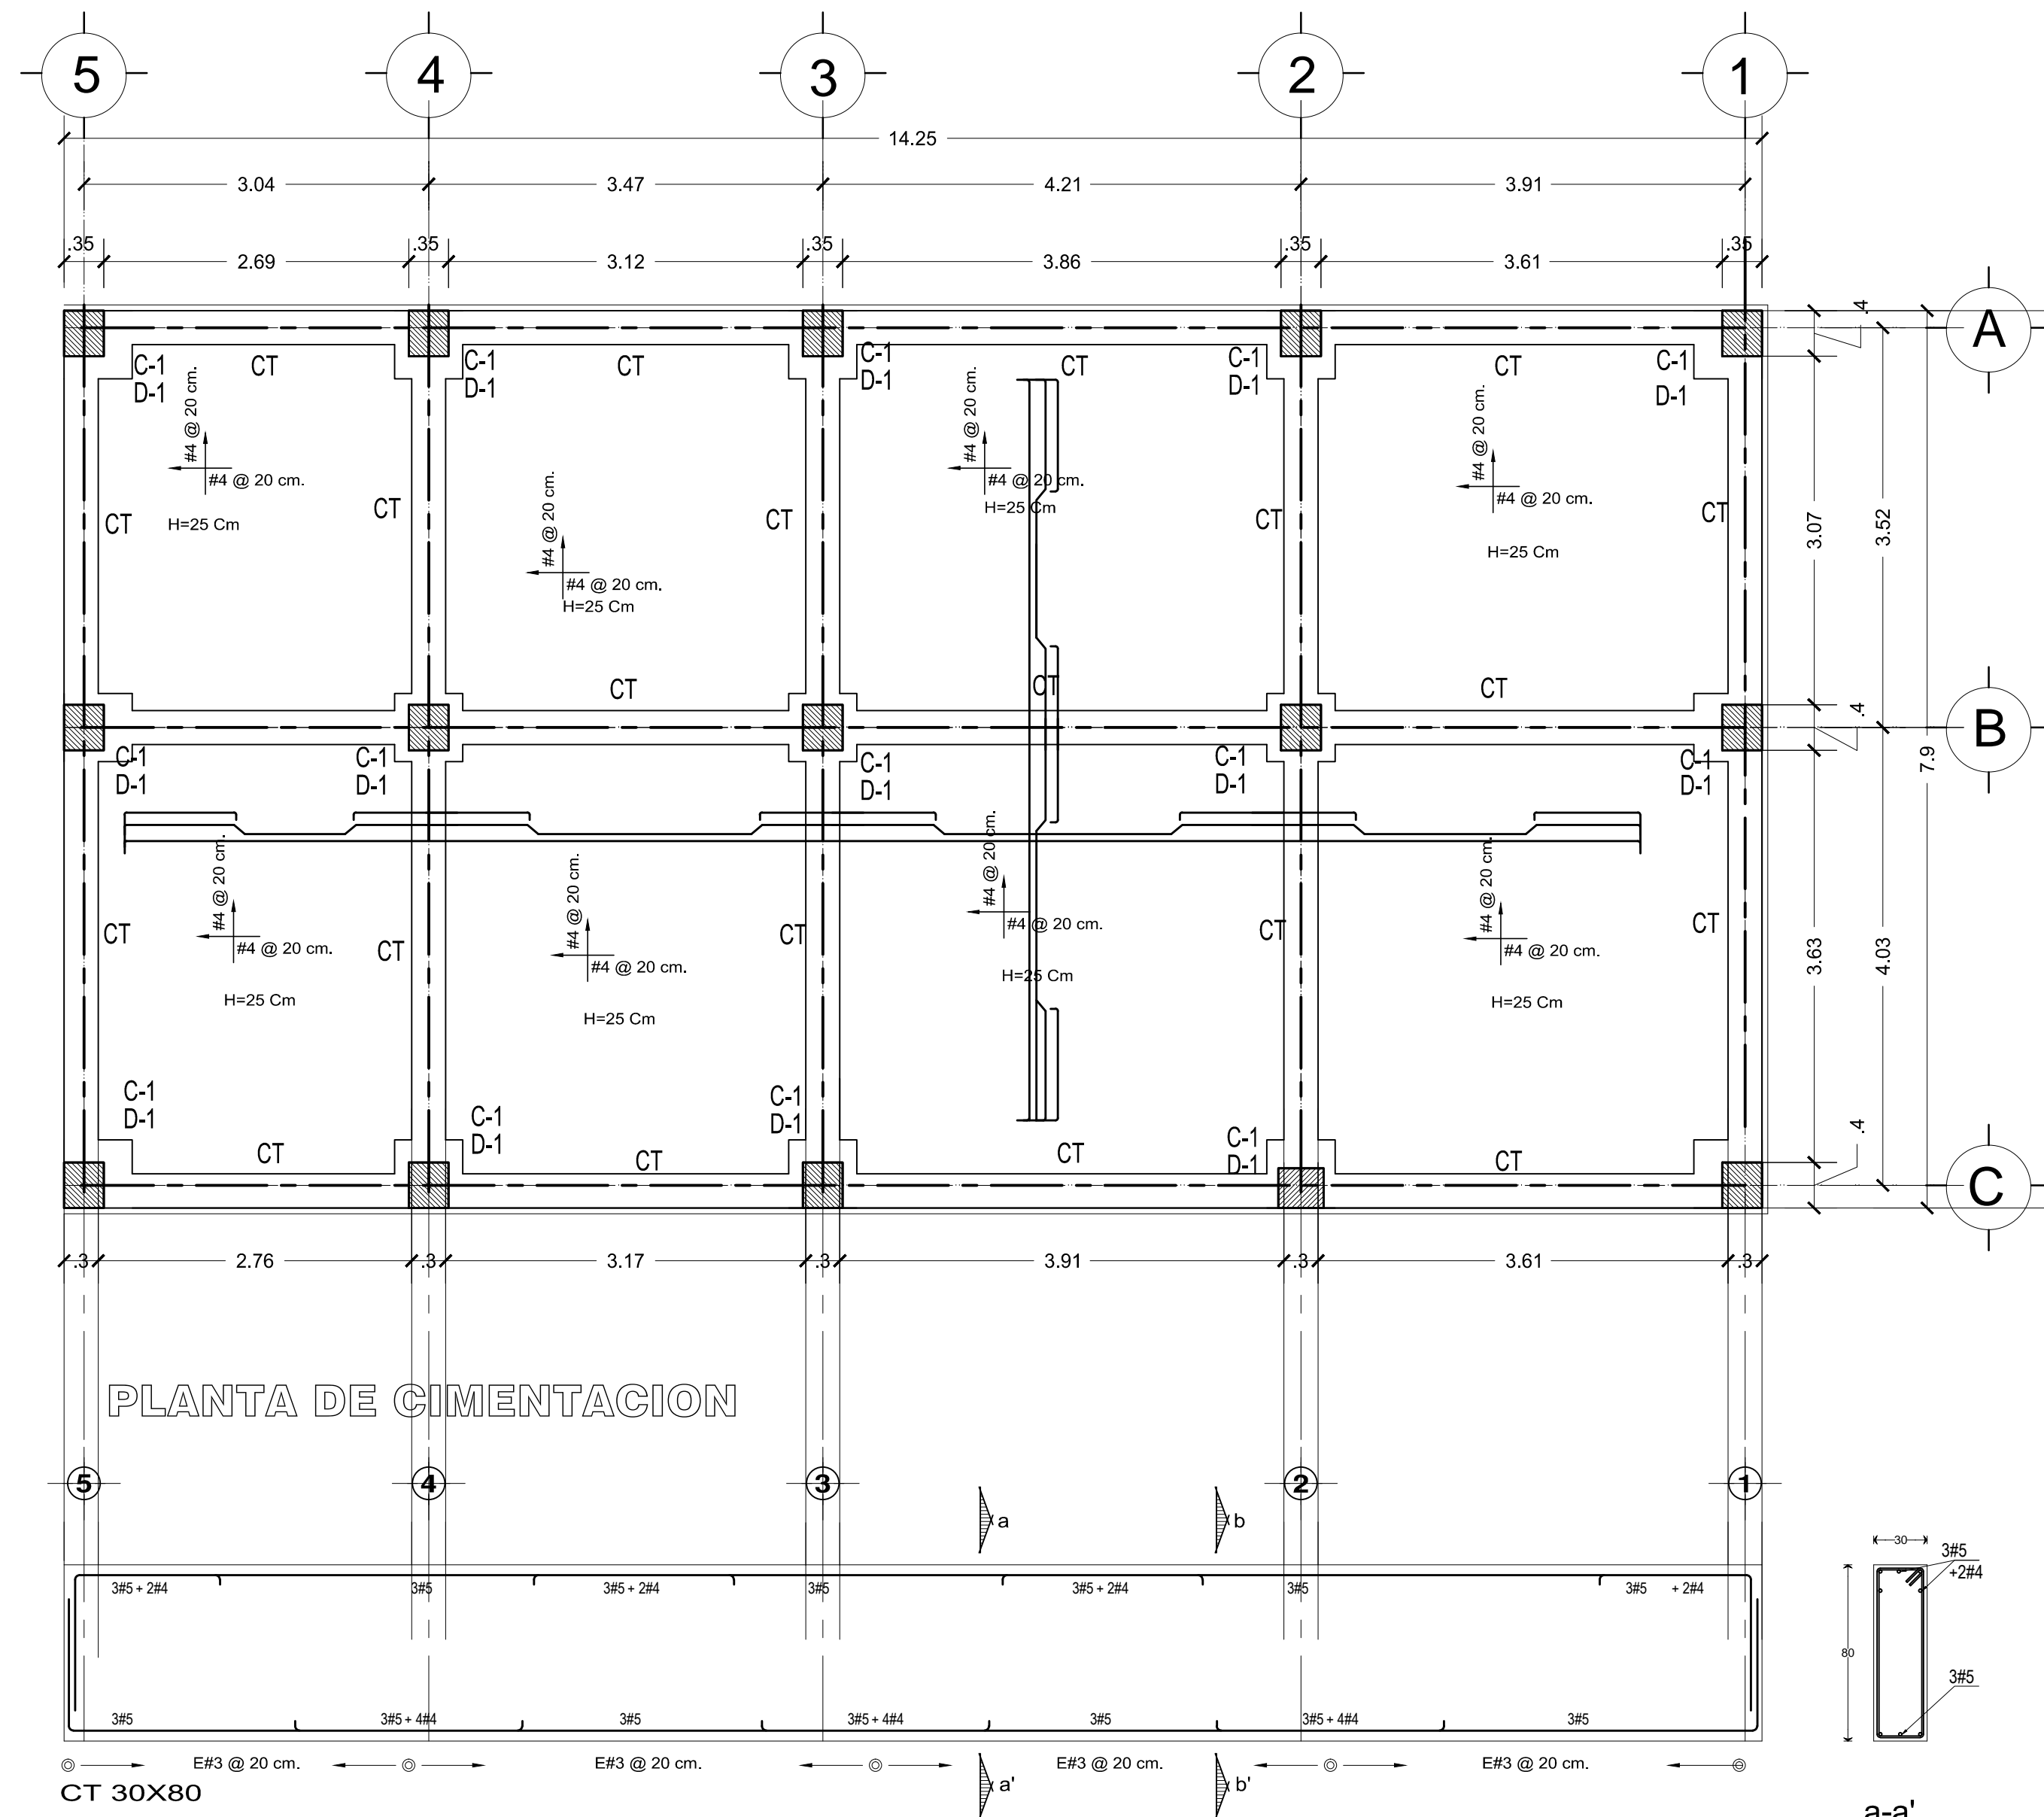 5 4 3 2 1
14.25
3.04 3.47 4.21 3.91
.35 .35 .35 .35 .35
2.69 3.12 3.86 3.61
.4
A
C-1 CT C-1 CT C-1 CT C-1 CT C-1
D-1 D-1 D-1 D-1 D-1
#4 @ 20 cm. #4 @ 20 cm. #4 @ 20 cm. #4 @ 20 cm.
#4 @ 20 cm. #4 @ 20 cm. #4 @ 20 cm. #4 @ 20 cm.
CT CT CT CT CT
H=25 Cm H=25 Cm H=25 Cm H=25 Cm
3.07 3.52
CT CT CT
.4
B
7.9
C-1 C-1 C-1 C-1 C-1
D-1 D-1 D-1 D-1 D-1
#4 @ 20 cm. #4 @ 20 cm. #4 @ 20 cm. #4 @ 20 cm.
#4 @ 20 cm. #4 @ 20 cm. #4 @ 20 cm. #4 @ 20 cm.
CT CT CT CT CT
H=25 Cm H=25 Cm H=25 Cm H=25 Cm
3.63 4.03
C-1 C-1 C-1 C-1
D-1 D-1 D-1 D-1
CT CT CT CT
.4
C
.3 2.76 .3 3.17 .3 3.91 .3 3.61 .3
PLANTA DE CIMENTACION
5 4 3 2 1
a b
3#5 + 2#4 3#5 3#5 + 2#4 3#5 3#5 + 2#4 3#5 3#5 + 2#4
3#5 3#5 + 4#4 3#5 3#5 + 4#4 3#5 3#5 + 4#4 3#5
E#3 @ 20 cm. E#3 @ 20 cm. E#3 @ 20 cm. E#3 @ 20 cm.
a' b'
CT 30X80
30
3#5
+2#4
80
3#5
a-a'